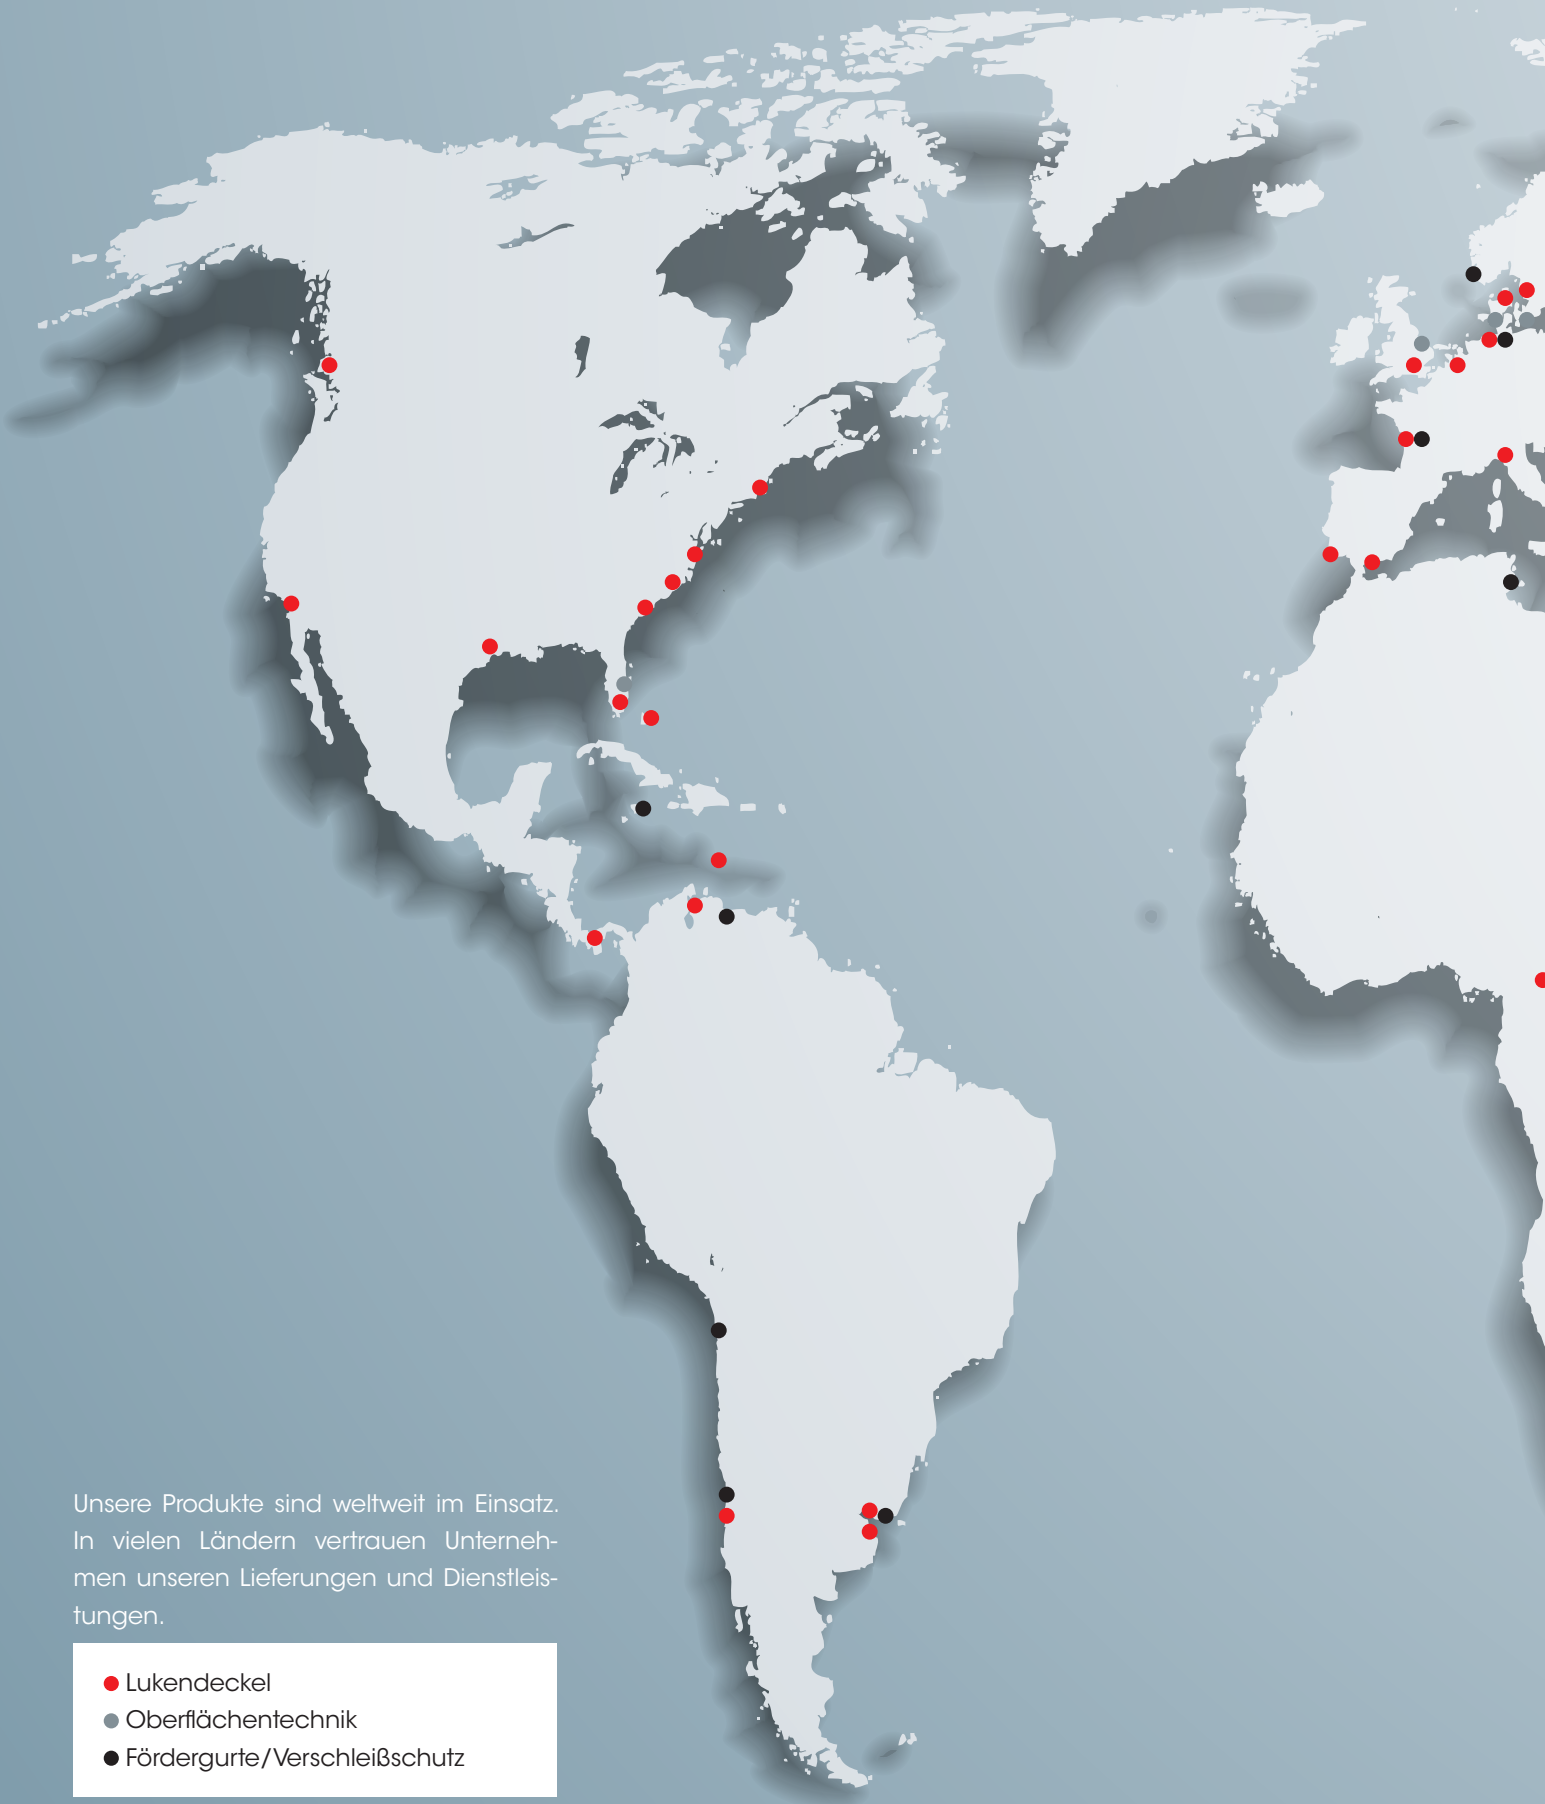 Unsere Produkte sind weltweit im Einsatz.
In vielen Ländern vertrauen Unterneh-
men unseren Lieferungen und Dienstleis-
tungen.
Lukendeckel
Oberflächentechnik
Fördergurte/Verschleißschutz